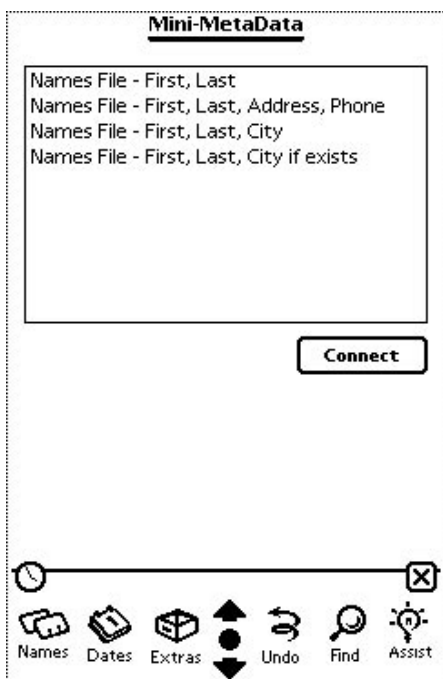 Mini-MetaData
Names File - First, Last
Names File - First, Last, Address, Phone
Names File - First, Last, City
Names File - First, Last, City if exists
Connect
Names Dates Extras Undo Find Assist